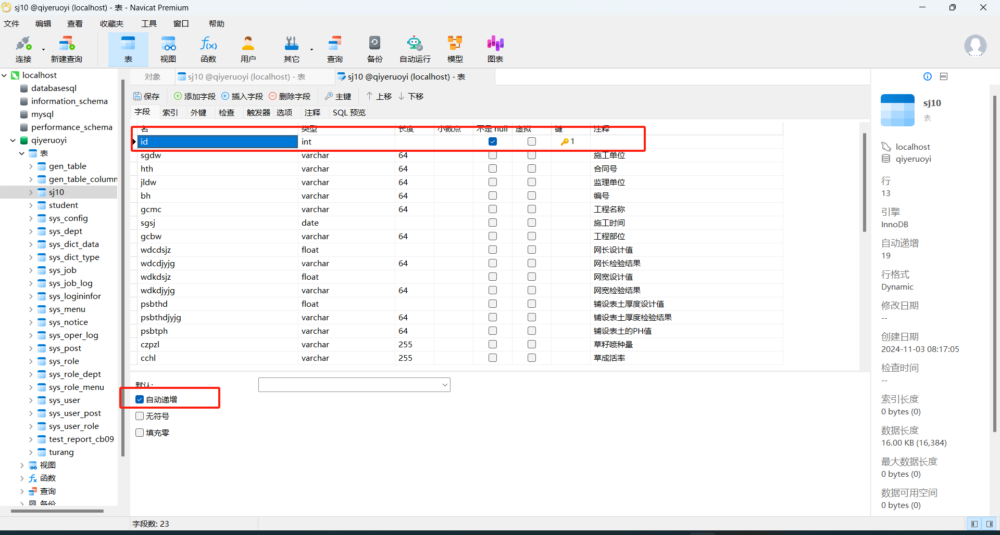 sj10 @qiyeruoyi (localhost) - 表 - Navicat Premium
文件 编辑 查看 收藏夹 工具 窗口 帮助
连接 新建查询 表 视图 函数 用户 其它 查询 备份 自动运行 模型 图表
localhost
databasesql
information_schema
mysql
performance_schema
qiyeruoyi
表
gen_table
gen_table_column
sj10
student
sys_config
sys_dept
sys_dict_data
sys_dict_type
sys_job
sys_job_log
sys_logininfor
sys_menu
sys_notice
sys_oper_log
sys_post
sys_role
sys_role_dept
sys_role_menu
sys_user
sys_user_post
sys_user_role
test_report_cb09
turang
视图
函数
查询
备份
对象 sj10 @qiyeruoyi (localhost) - 表 sj10 @qiyeruoyi (localhost) - 表
保存 添加字段 插入字段 删除字段 主键 上移 下移
字段 索引 外键 检查 触发器 选项 注释 SQL 预览
名 类型 长度 小数点 不是 null 虚拟 键 注释
id int 1
sgdw varchar 64 施工单位
hth varchar 64 合同号
jldw varchar 64 监理单位
bh varchar 64 编号
gcmc varchar 64 工程名称
sgsj date 施工时间
gcbw varchar 64 工程部位
wdcdsjz float 网长设计值
wdcdjyjg varchar 64 网长检验结果
wdkdsjz float 网宽设计值
wdkdjyjg varchar 64 网宽检验结果
psbthd float 铺设表土厚度设计值
psbthdjyjg varchar 64 铺设表土厚度检验结果
psbtph varchar 64 铺设表土的PH值
czpzl varchar 255 草籽喷种量
cchl varchar 255 草成活率
默认:
自动递增
无符号
填充零
字段数: 23
DDL
sj10
表
localhost
qiyeruoyi
行
13
引擎
InnoDB
自动递增
19
行格式
Dynamic
修改日期
--
创建日期
2024-11-03 08:17:05
检查时间
--
索引长度
0 bytes (0)
数据长度
16.00 KB (16,384)
最大数据长度
0 bytes (0)
数据可用空间
0 bytes (0)